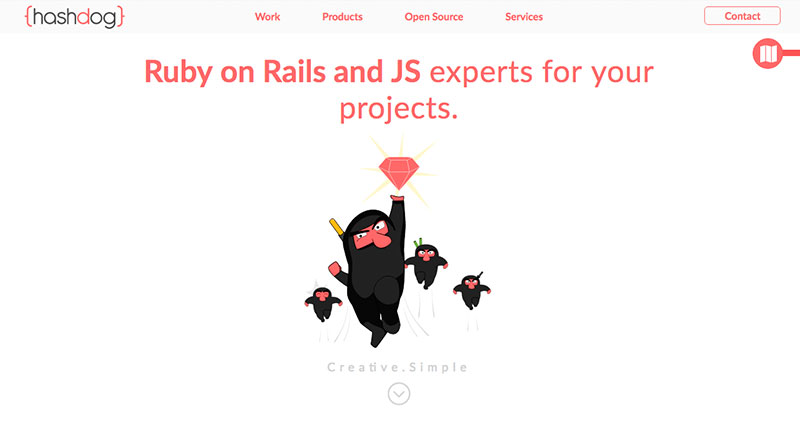 {hashdog}
Work
Products
Open Source
Services
Contact
Ruby on Rails and JS experts for your
projects.
Creative.Simple